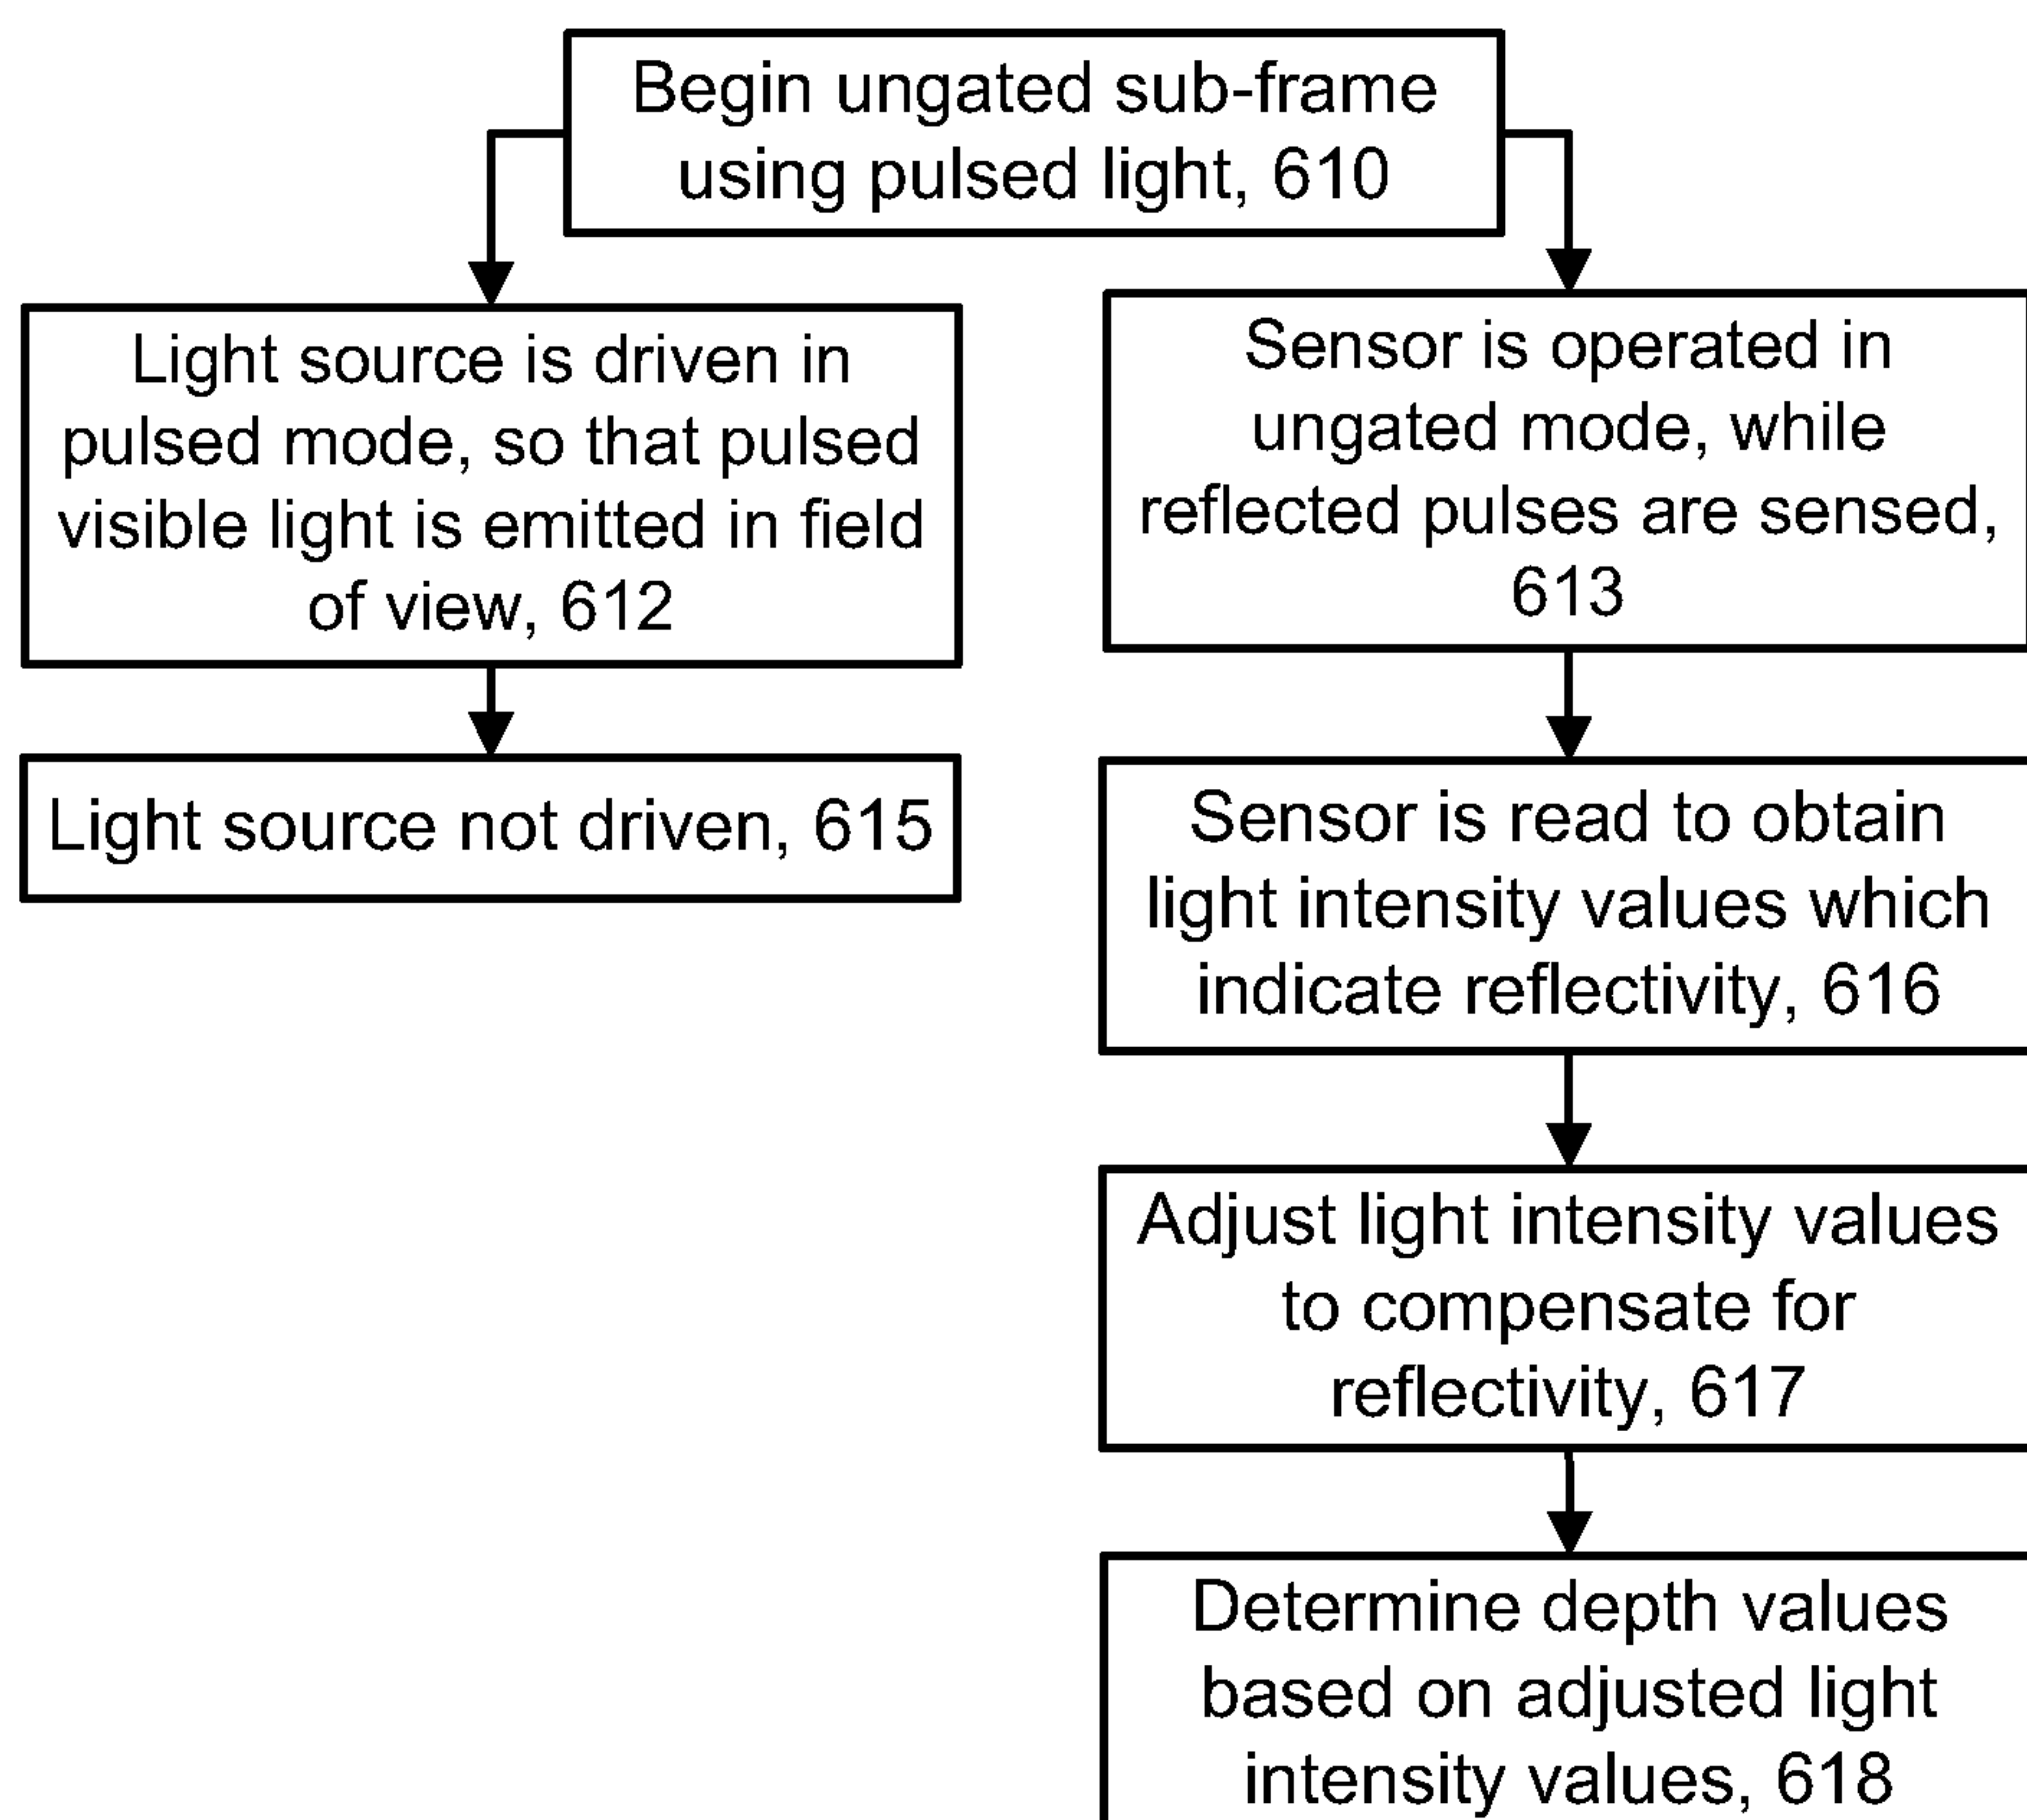 Begin ungated sub-frame
using pulsed light, 610
Light source is driven in
pulsed mode, so that pulsed
visible light is emitted in field
of view, 612
Light source not driven, 615
Sensor is operated in
ungated mode, while
reflected pulses are sensed,
613
Sensor is read to obtain
light intensity values which
indicate reflectivity, 616
Adjust light intensity values
to compensate for
reflectivity, 617
Determine depth values
based on adjusted light
intensity values, 618